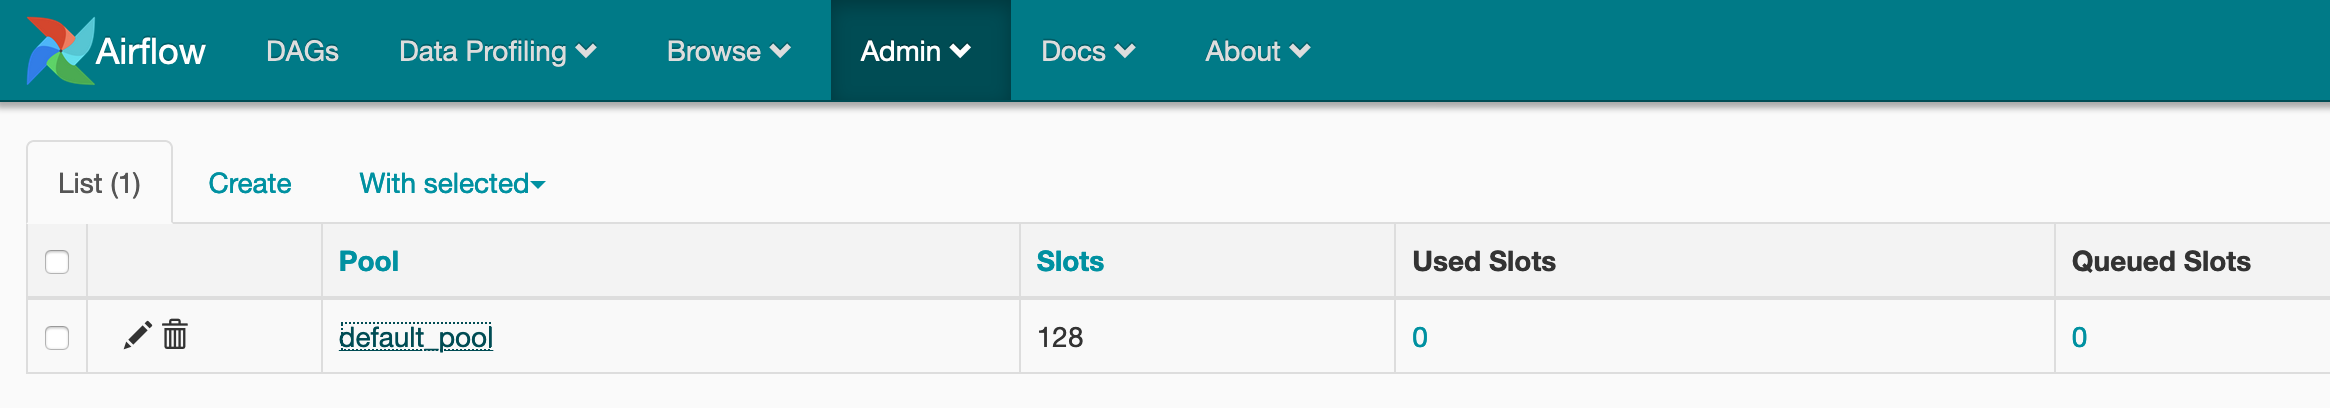 Airflow DAGs Data Profiling Browse Admin Docs About
List (1) Create With selected
Pool Slots Used Slots Queued Slots
default_pool 128 0 0